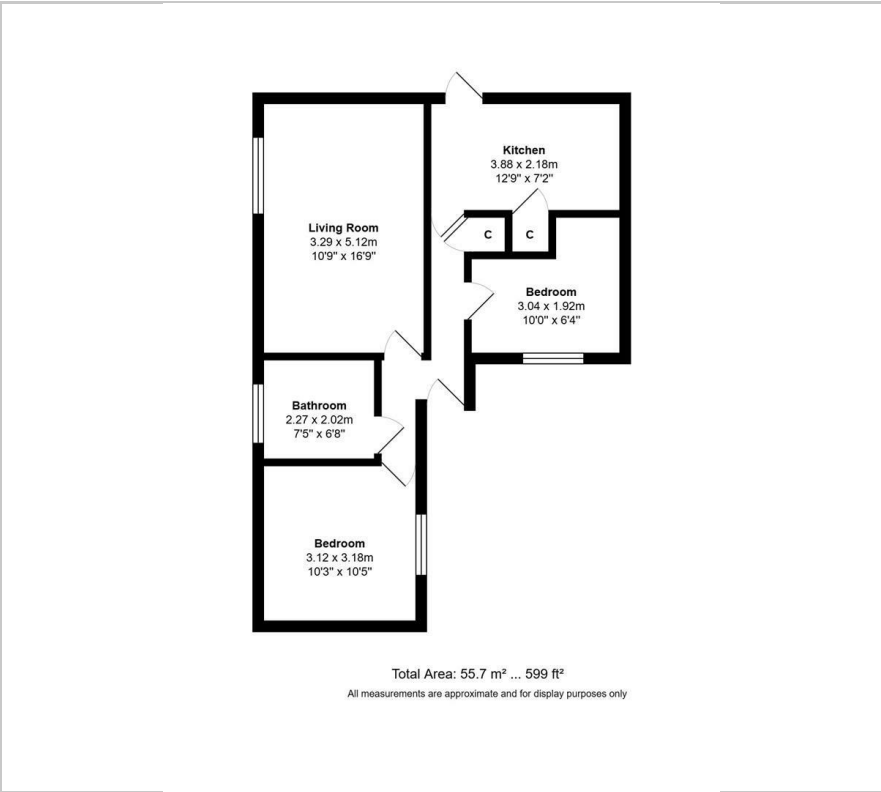 Kitchen
3.88 x 2.18m
12'9" x 7'2"
Living Room
3.29 x 5.12m
10'9" x 16'9"
C
C
Bedroom
3.04 x 1.92m
10'0" x 6'4"
Bathroom
2.27 x 2.02m
7'5" x 6'8"
Bedroom
3.12 x 3.18m
10'3" x 10'5"
Total Area: 55.7 m² ... 599 ft²
All measurements are approximate and for display purposes only